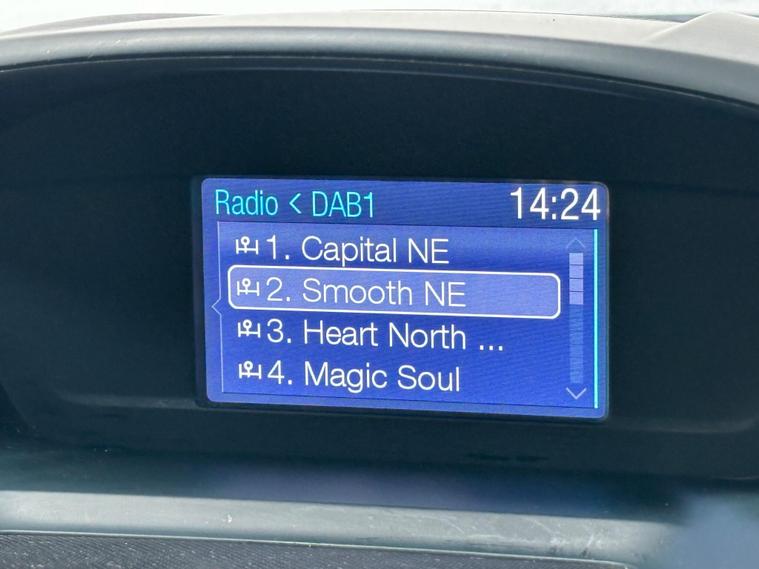 Radio < DAB1 14:24
1. Capital NE
2. Smooth NE
3. Heart North ...
4. Magic Soul